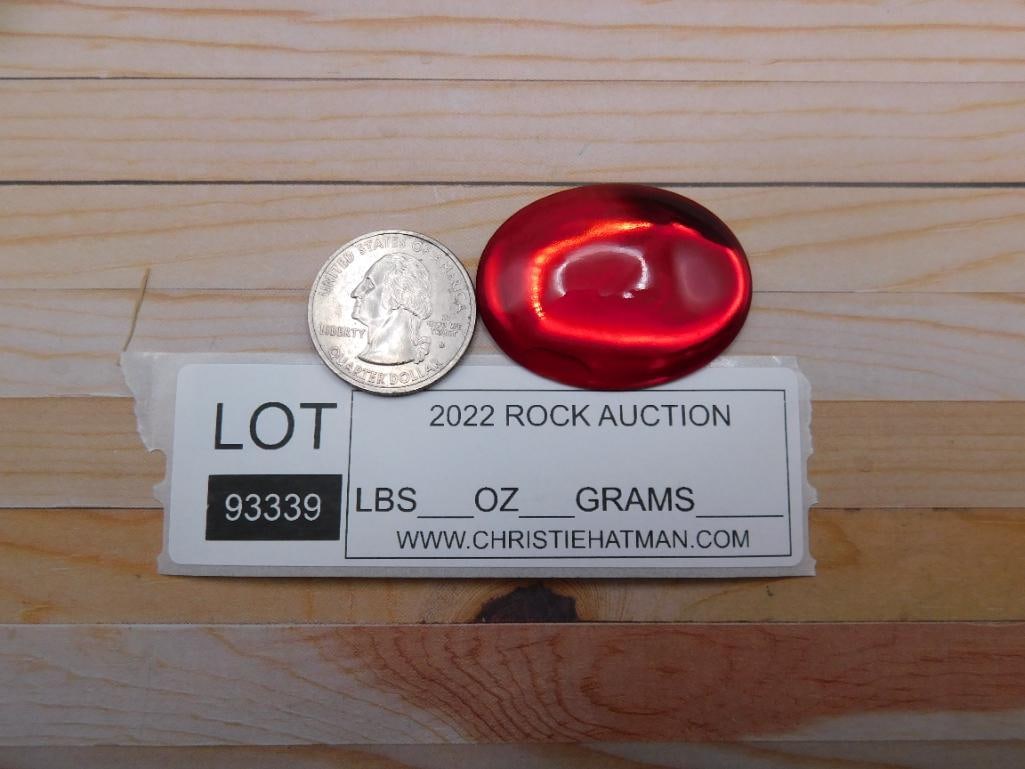 UNITED STATES OF AMERICA
LIBERTY
IN
GOD WE
TRUST
D
QUARTER DOLLAR
LOT
93339
2022 ROCK AUCTION
LBS___OZ___GRAMS_____
WWW.CHRISTIEHATMAN.COM